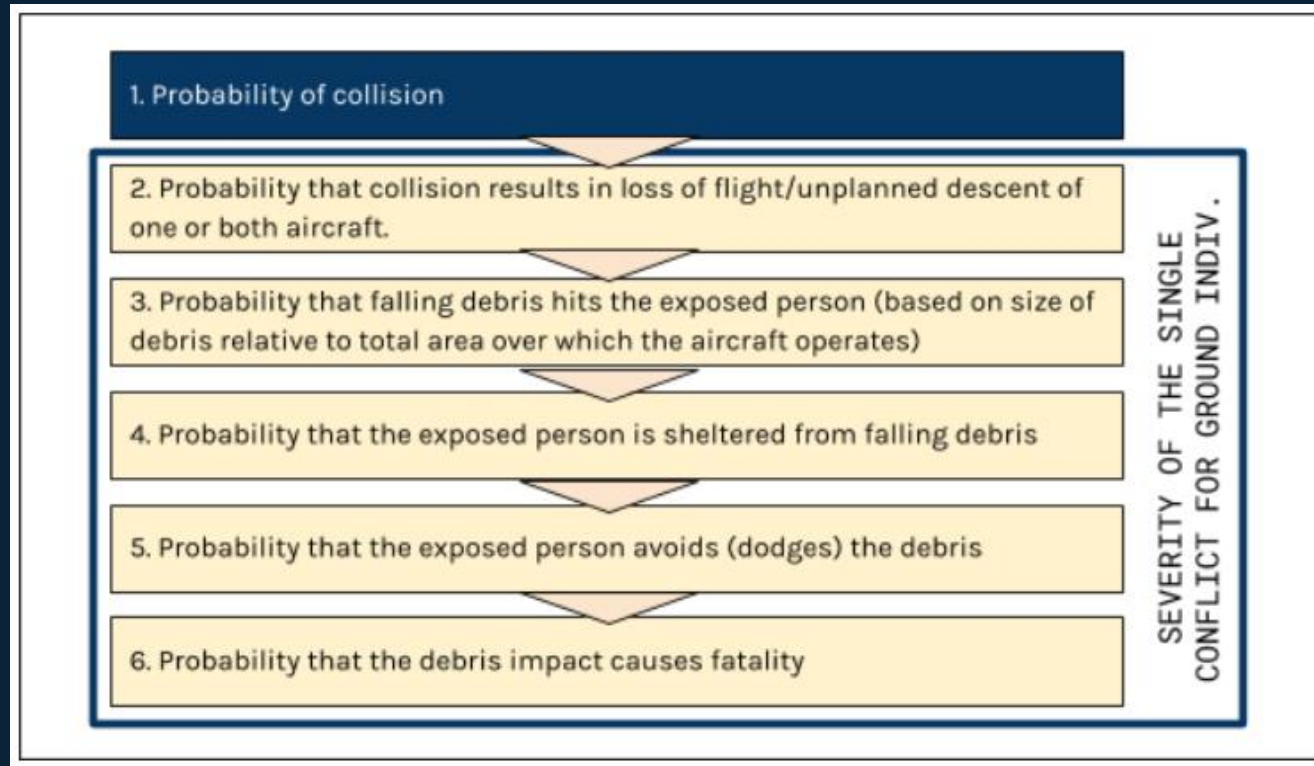 1. Probability of collision
2. Probability that collision results in loss of flight/unplanned descent of
one or both aircraft.
3. Probability that falling debris hits the exposed person (based on size of
debris relative to total area over which the aircraft operates)
4. Probability that the exposed person is sheltered from falling debris
5. Probability that the exposed person avoids (dodges) the debris
6. Probability that the debris impact causes fatality
SEVERITY OF THE SINGLE
CONFLICT FOR GROUND INDIV.